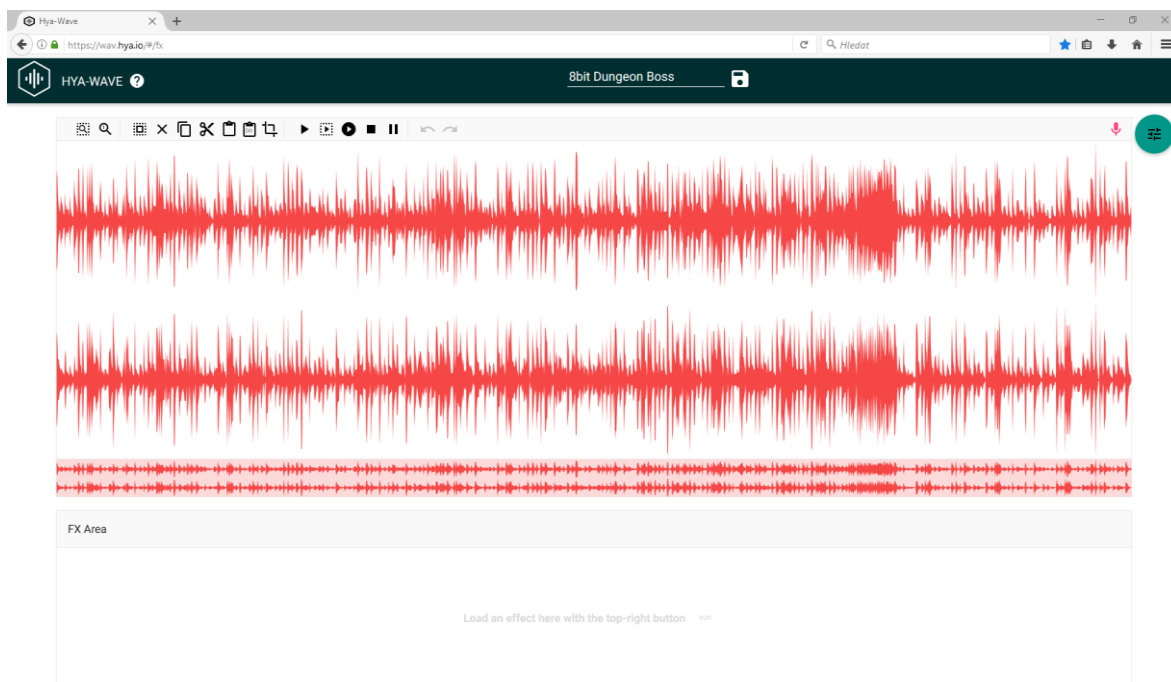 Hya-Wave
https://wav.hya.io/#/fx
Hledat
HYA-WAVE
8bit Dungeon Boss
FX Area
Load an effect here with the top-right button